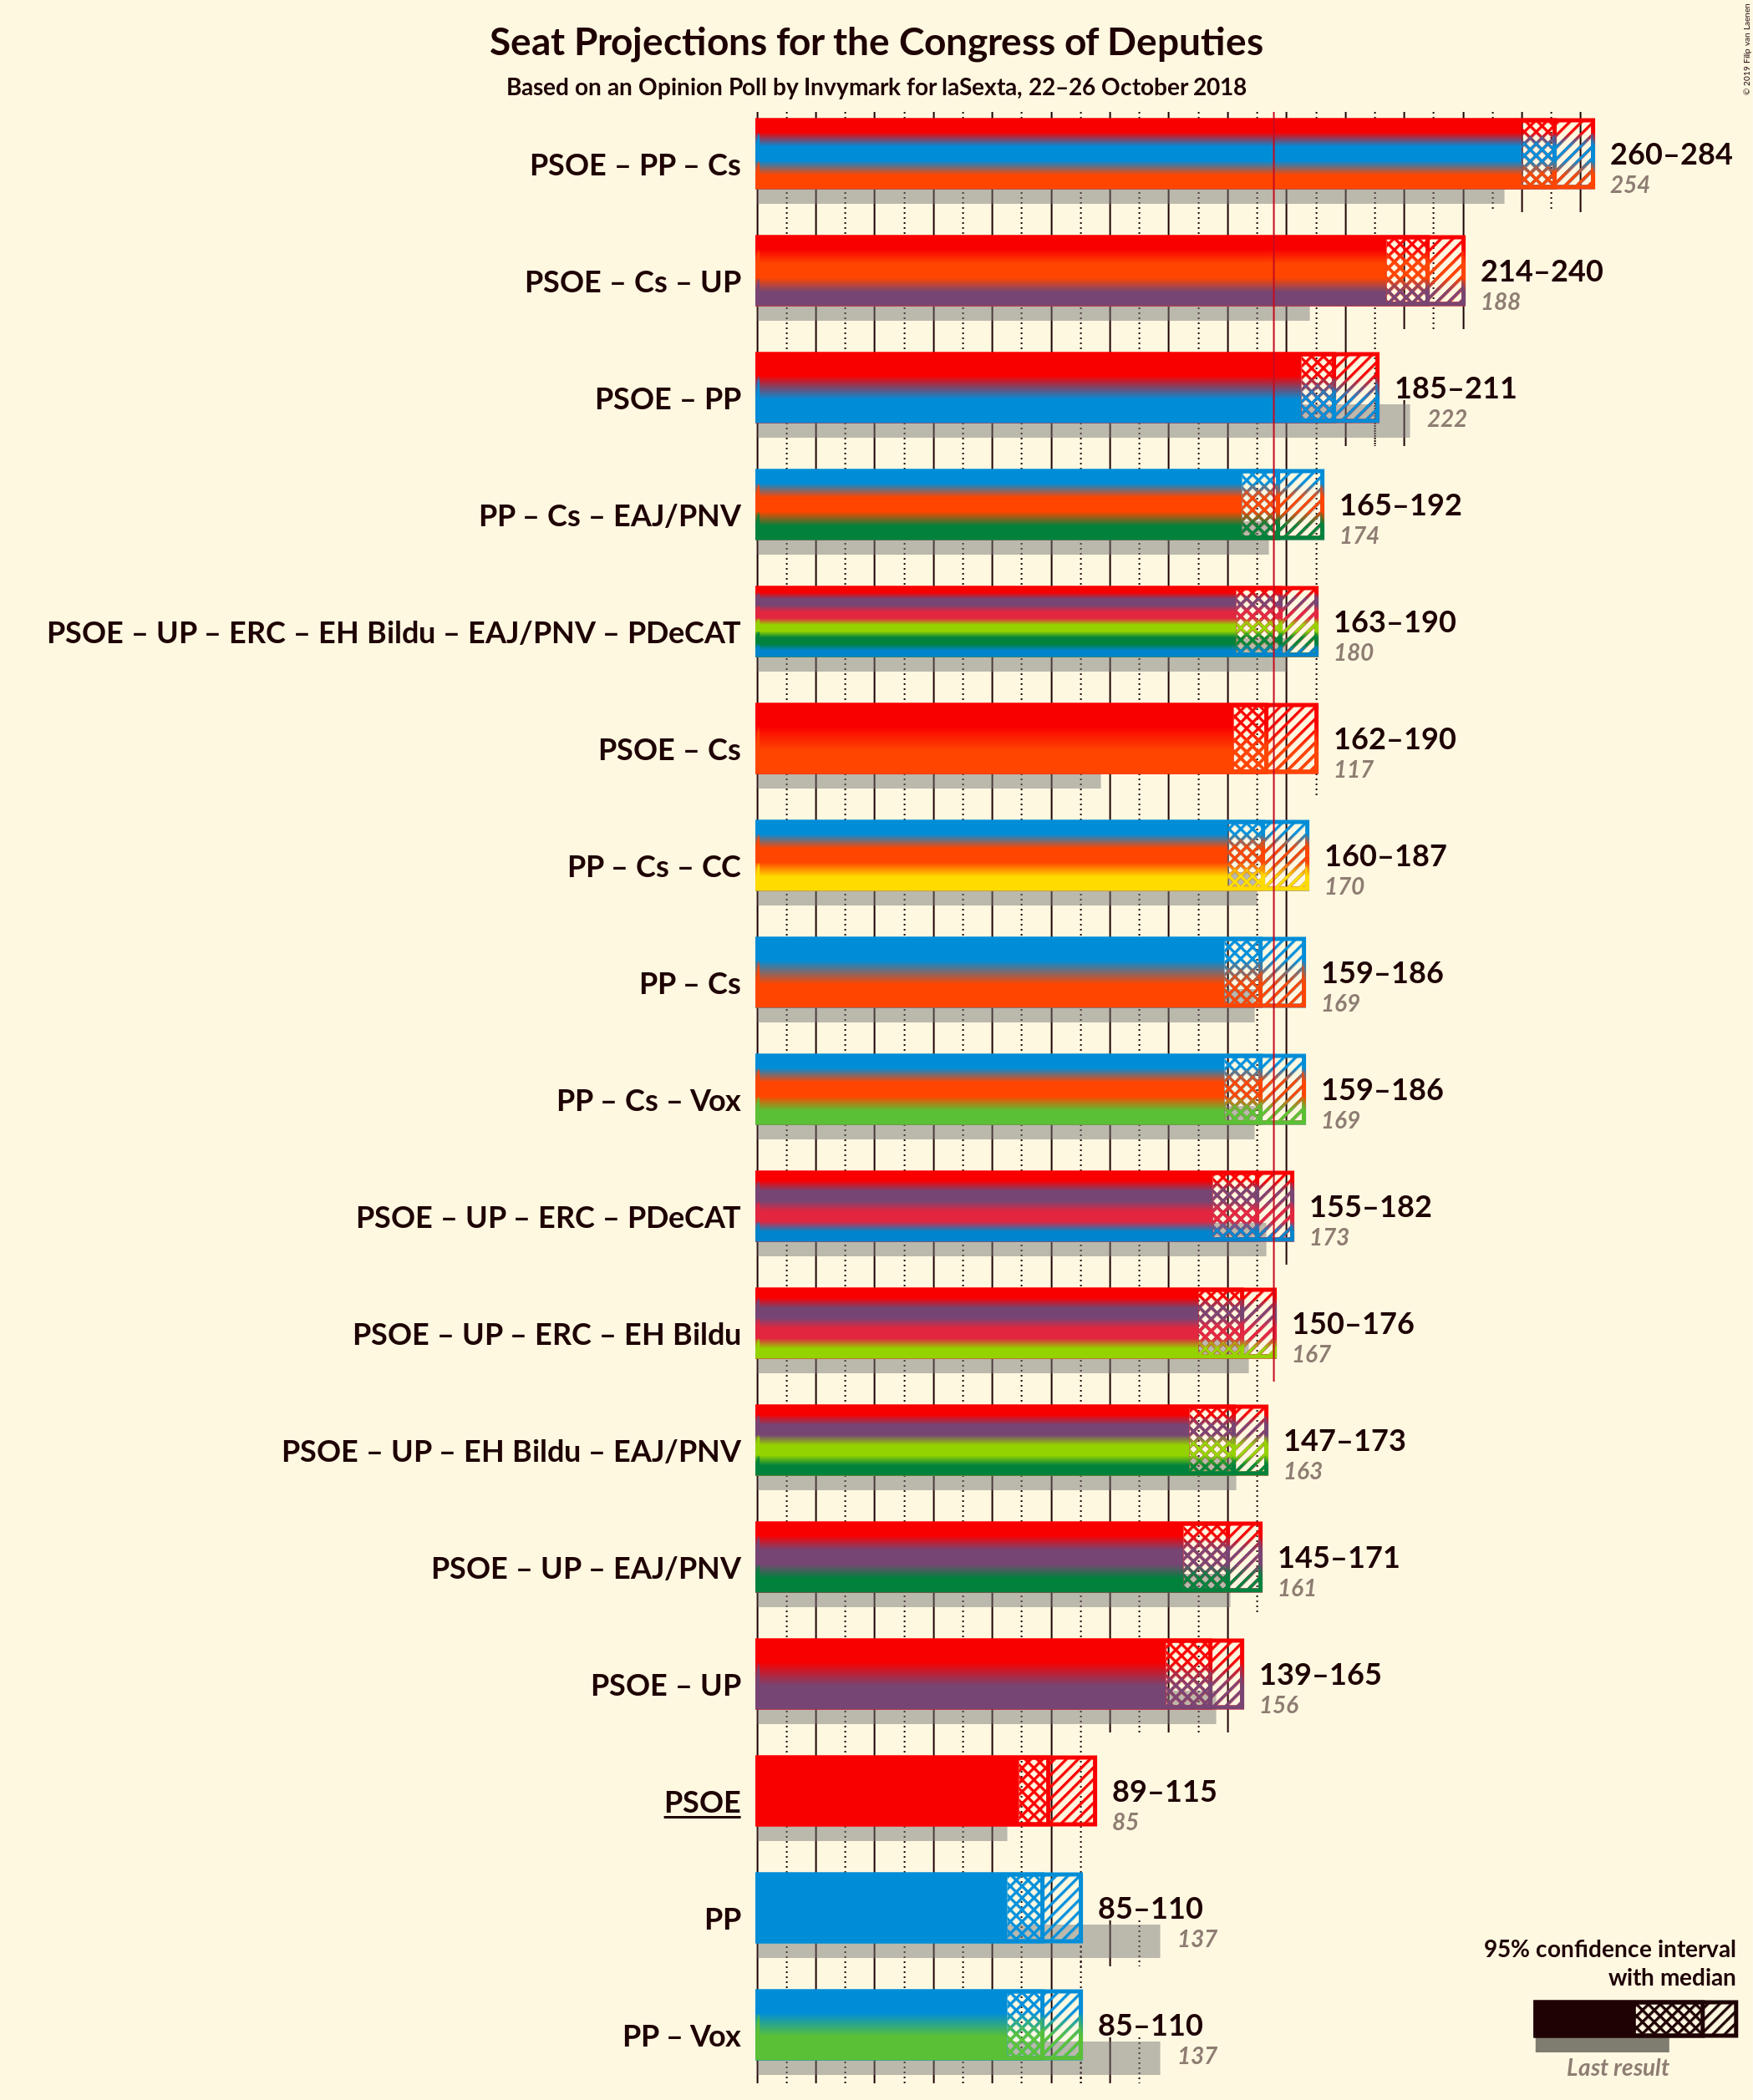 Seat Projections for the Congress of Deputies
Based on an Opinion Poll by Invymark for laSexta, 22–26 October 2018
© 2019 Filip van Laenen
PSOE – PP – Cs
260–284
254
PSOE – Cs – UP
214–240
188
PSOE – PP
185–211
222
PP – Cs – EAJ/PNV
165–192
174
PSOE – UP – ERC – EH Bildu – EAJ/PNV – PDeCAT
163–190
180
PSOE – Cs
162–190
117
PP – Cs – CC
160–187
170
PP – Cs
159–186
169
PP – Cs – Vox
159–186
169
PSOE – UP – ERC – PDeCAT
155–182
173
PSOE – UP – ERC – EH Bildu
150–176
167
PSOE – UP – EH Bildu – EAJ/PNV
147–173
163
PSOE – UP – EAJ/PNV
145–171
161
PSOE – UP
139–165
156
PSOE
89–115
85
PP
85–110
137
PP – Vox
85–110
137
95% confidence interval
with median
Last result